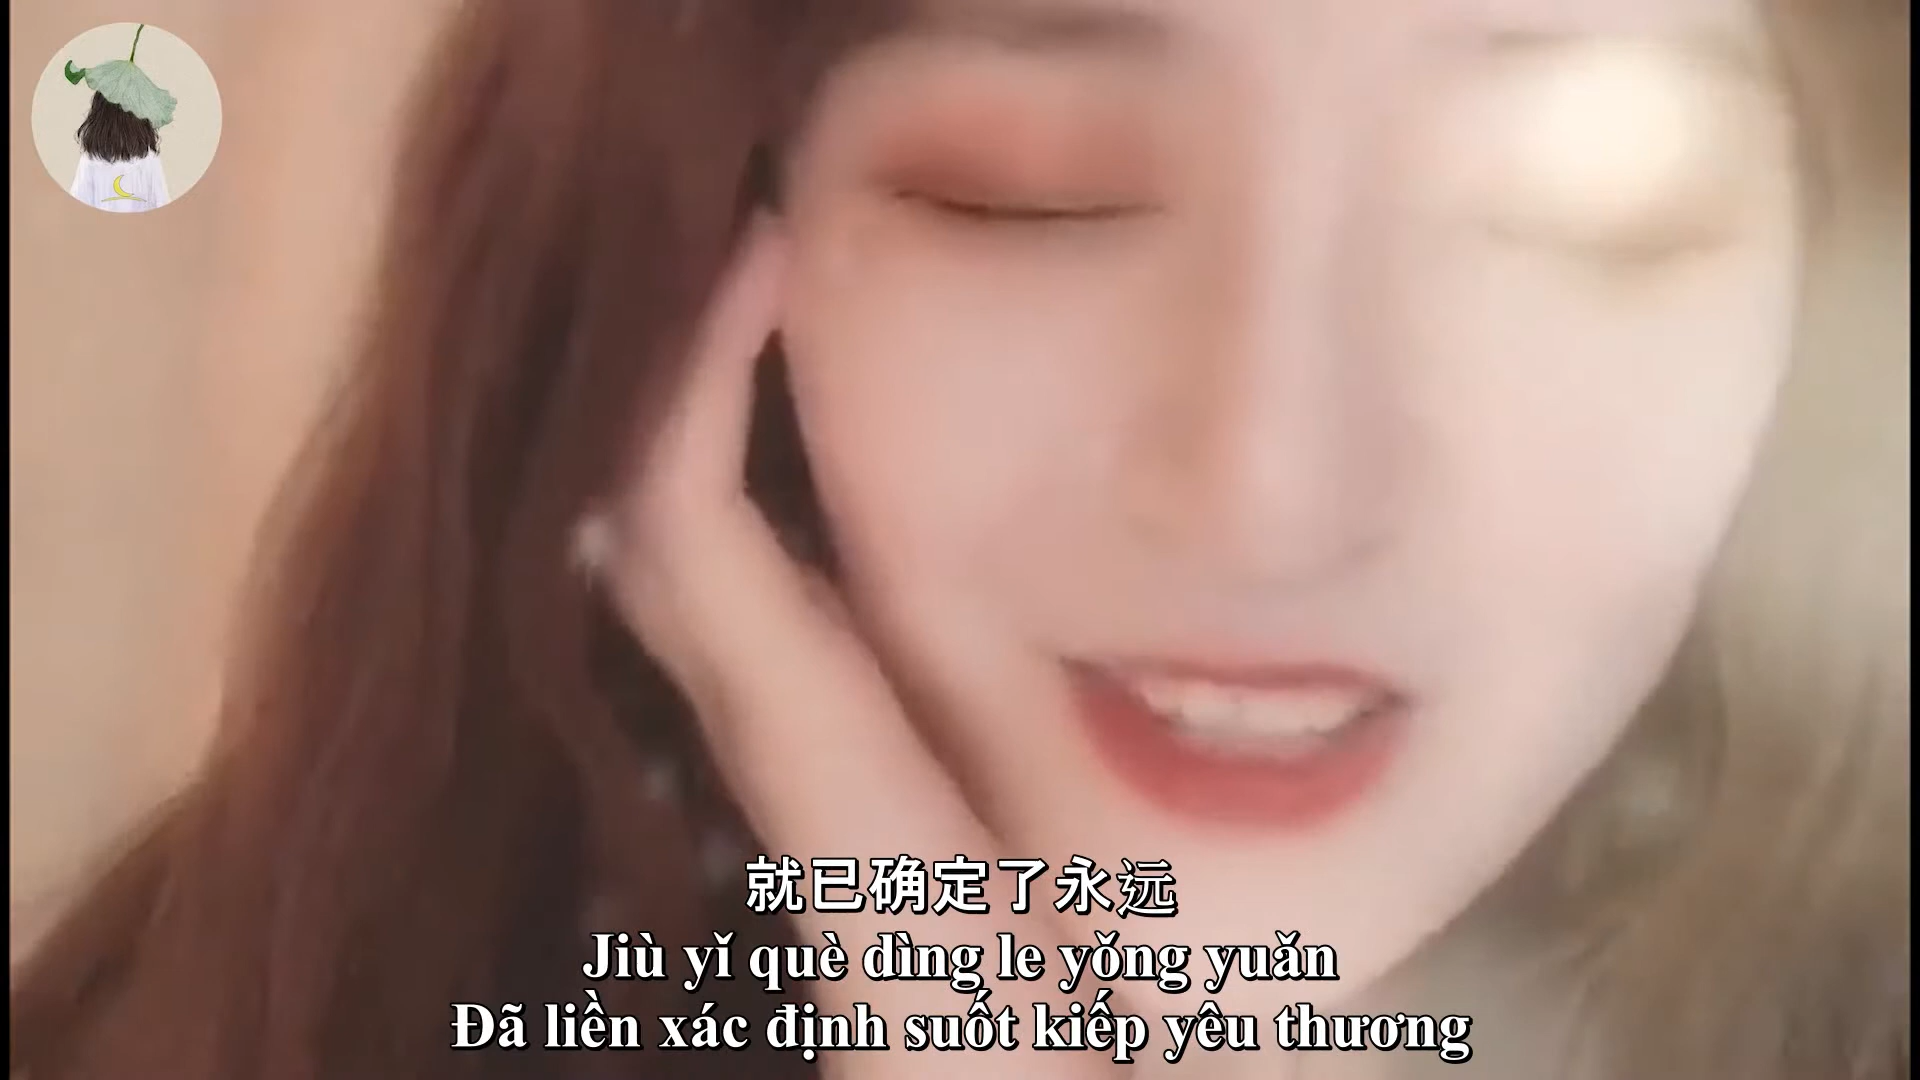 就已确定了永远
Jiù yǐ què dìng le yǒng yuǎn
Đã liền xác định suốt kiếp yêu thương